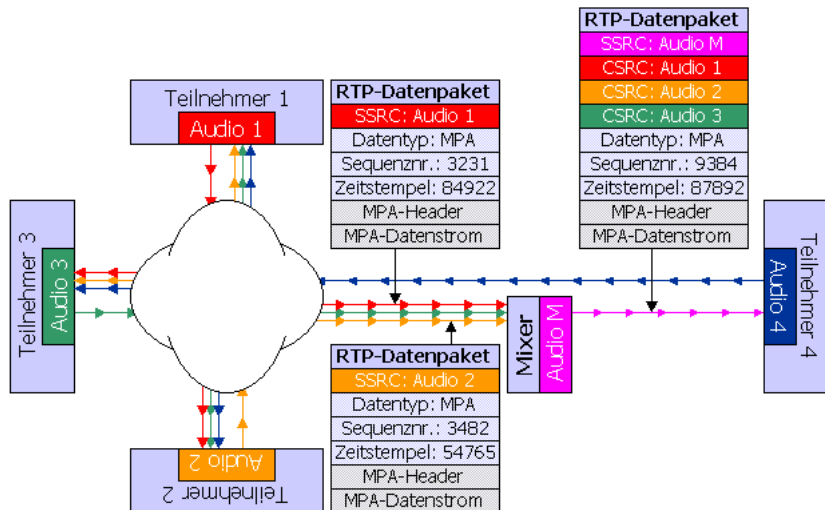 Teilnehmer 1
Audio 1
RTP-Datenpaket
SSRC: Audio 1
Datentyp: MPA
Sequenznr.: 3231
Zeitstempel: 84922
MPA-Header
MPA-Datenstrom
RTP-Datenpaket
SSRC: Audio M
CSRC: Audio 1
CSRC: Audio 2
CSRC: Audio 3
Datentyp: MPA
Sequenznr.: 9384
Zeitstempel: 87892
MPA-Header
MPA-Datenstrom
Teilnehmer 3
Audio 3
Mixer
Audio M
Audio 4
Teilnehmer 4
RTP-Datenpaket
SSRC: Audio 2
Datentyp: MPA
Sequenznr.: 3482
Zeitstempel: 54765
MPA-Header
MPA-Datenstrom
Audio 2
Teilnehmer 2